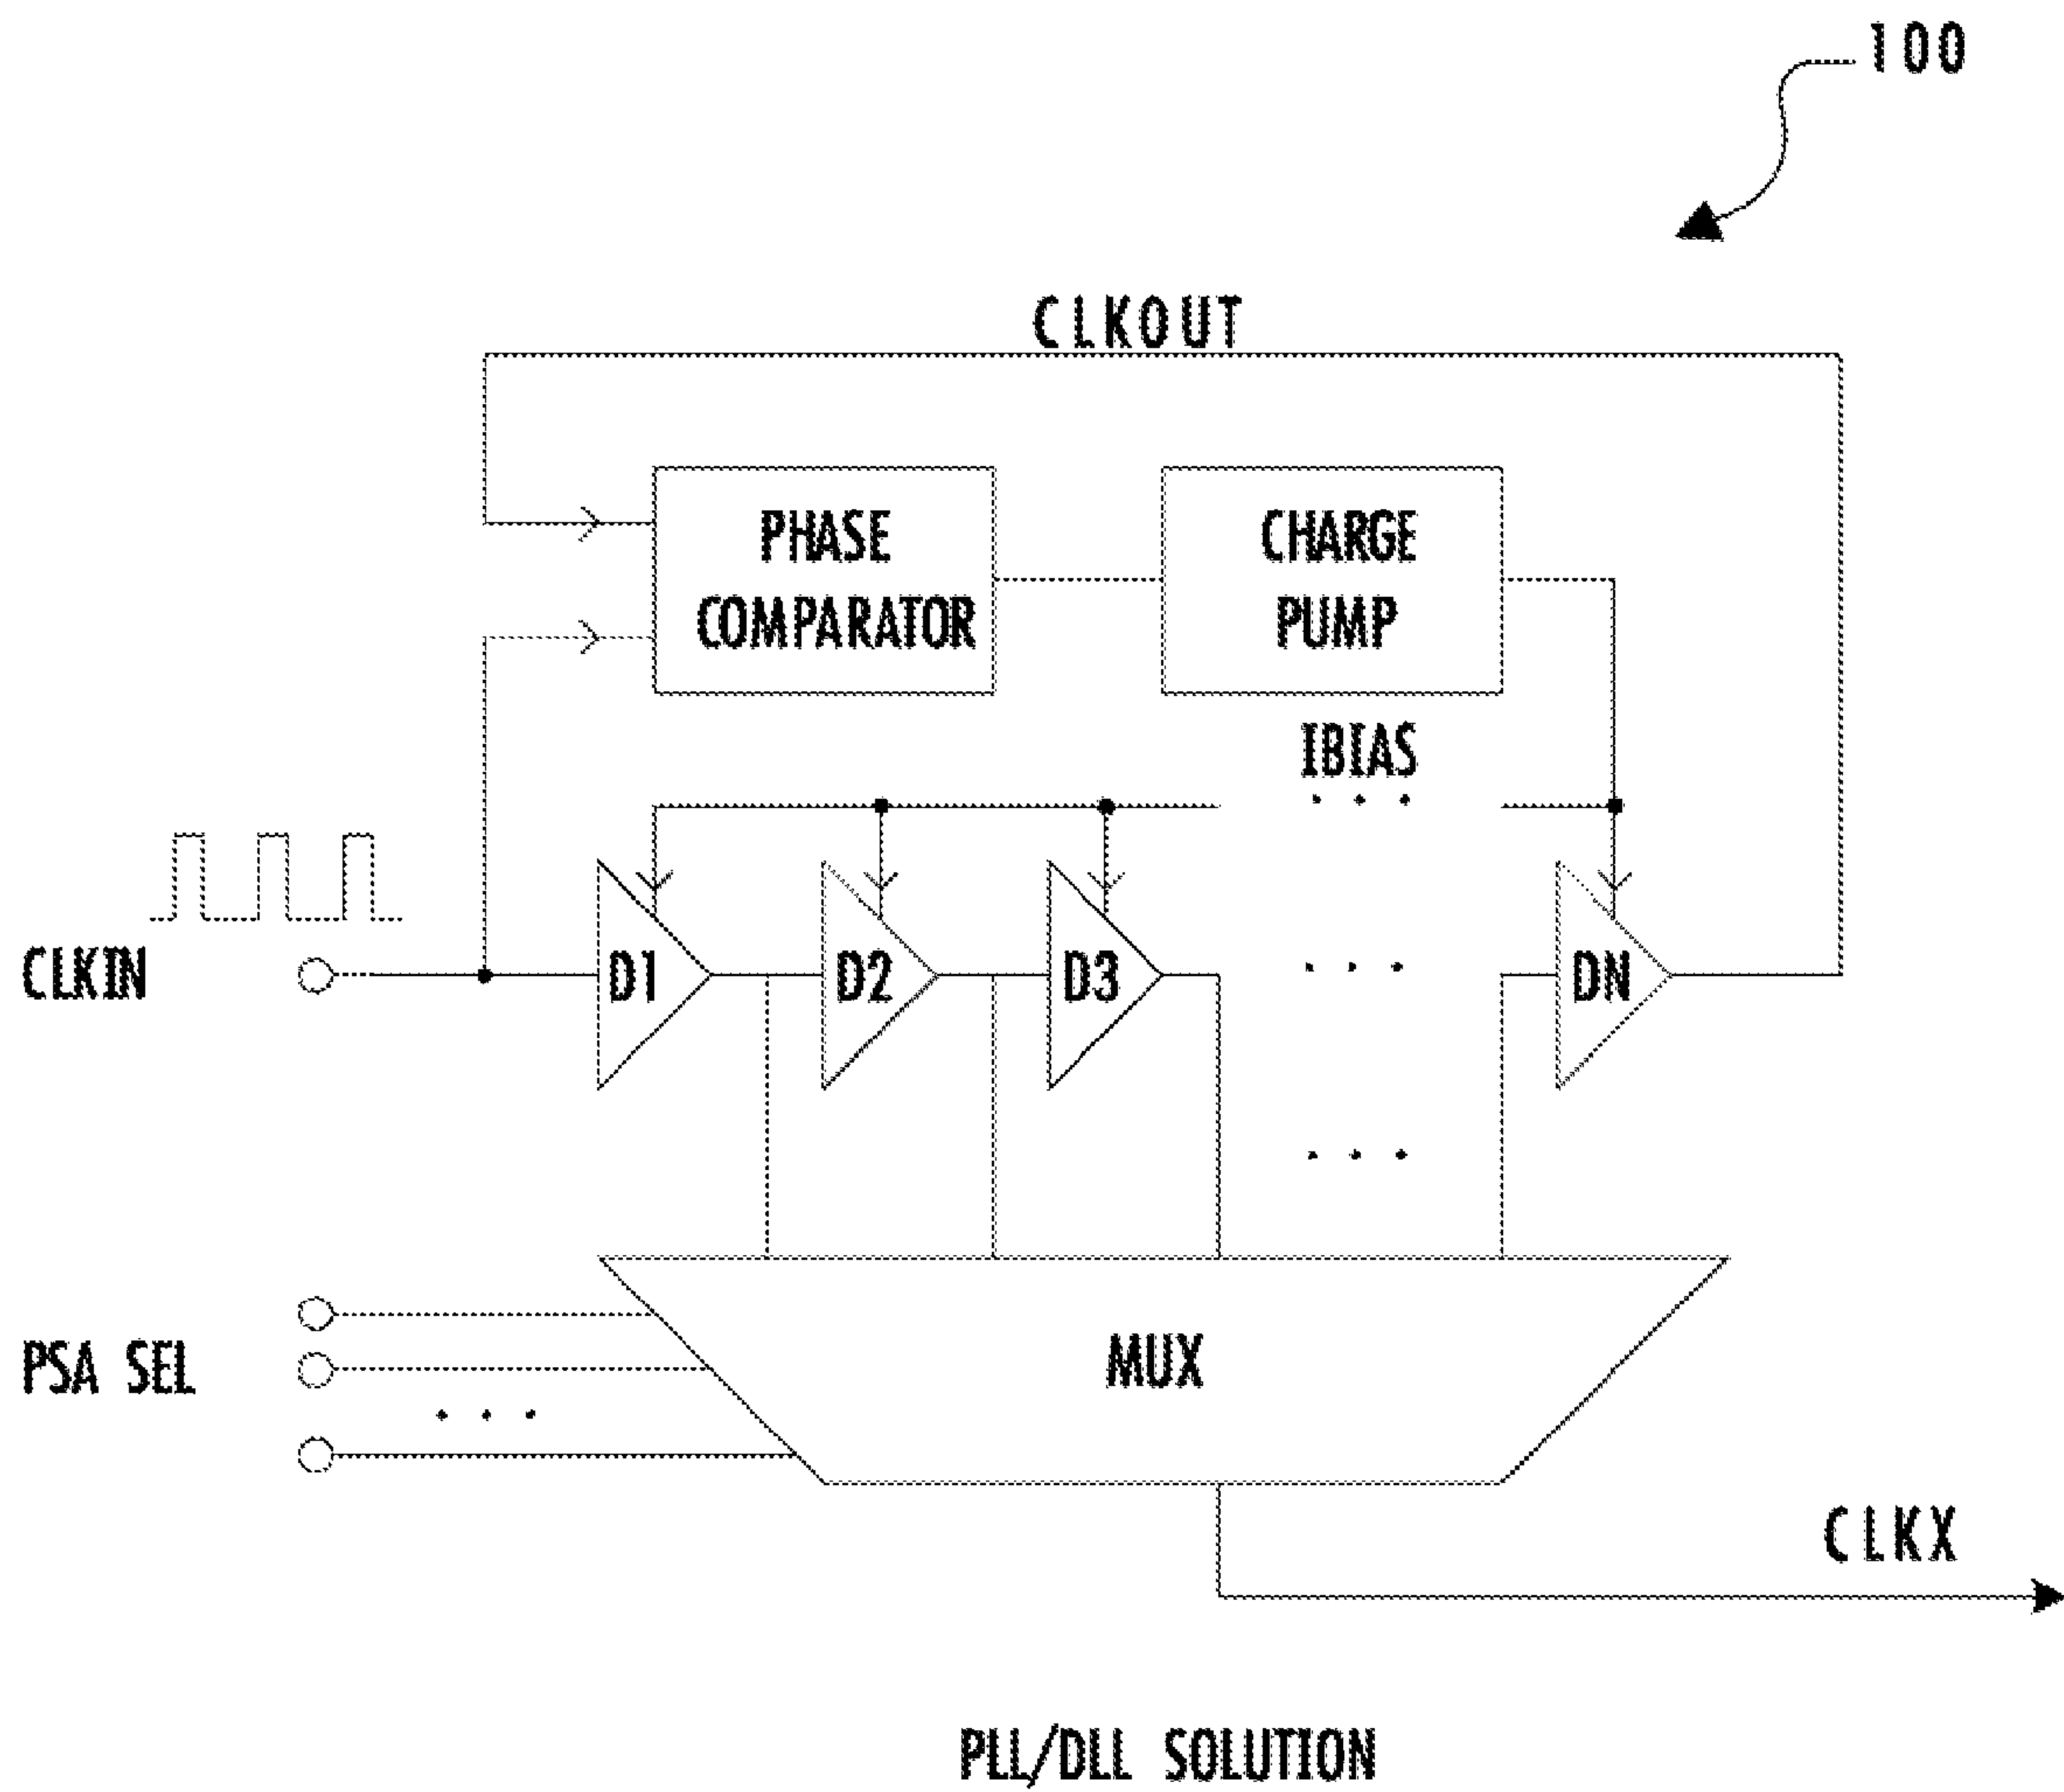 100
CLKOUT
PHASE
COMPARATOR
CHARGE
PUMP
IBIAS
. . .
CLKIN
D1
D2
D3
. . .
DN
. . .
PSA SEL
. . .
MUX
CLKX
PLL/DLL SOLUTION